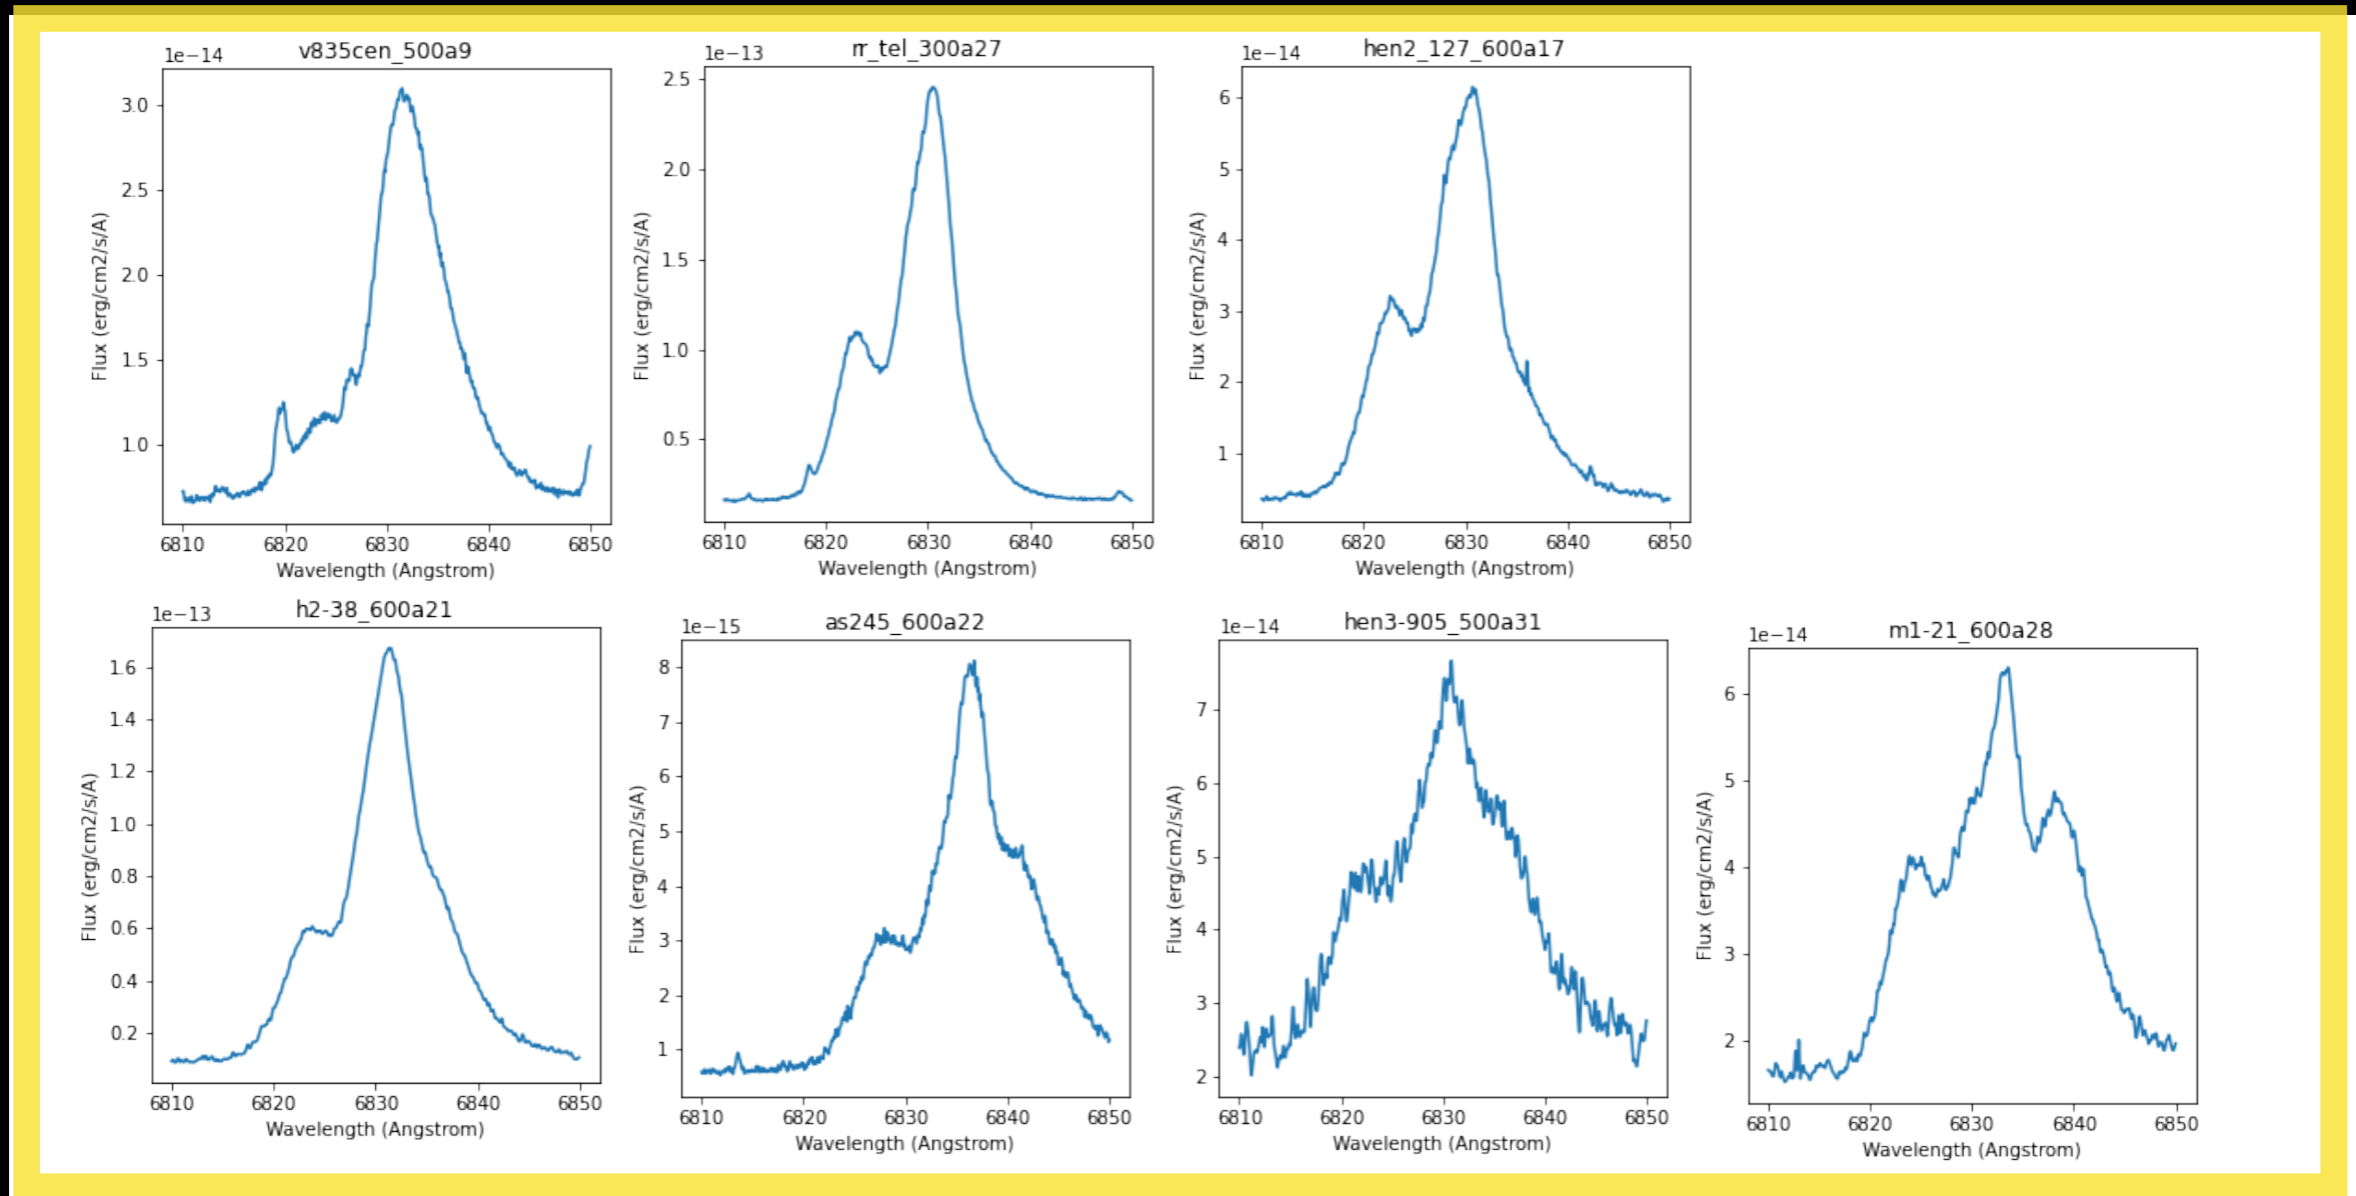 v835cen_500a9
1e−14
3.0
2.5
2.0
1.5
1.0
Flux (erg/cm2/s/A)
6810 6820 6830 6840 6850
Wavelength (Angstrom)
rr_tel_300a27
1e−13
2.5
2.0
1.5
1.0
0.5
Flux (erg/cm2/s/A)
6810 6820 6830 6840 6850
Wavelength (Angstrom)
hen2_127_600a17
1e−14
6
5
4
3
2
1
Flux (erg/cm2/s/A)
6810 6820 6830 6840 6850
Wavelength (Angstrom)
h2-38_600a21
1e−13
1.6
1.4
1.2
1.0
0.8
0.6
0.4
0.2
Flux (erg/cm2/s/A)
6810 6820 6830 6840 6850
Wavelength (Angstrom)
as245_600a22
1e−15
8
7
6
5
4
3
2
1
Flux (erg/cm2/s/A)
6810 6820 6830 6840 6850
Wavelength (Angstrom)
hen3-905_500a31
1e−14
7
6
5
4
3
2
Flux (erg/cm2/s/A)
6810 6820 6830 6840 6850
Wavelength (Angstrom)
m1-21_600a28
1e−14
6
5
4
3
2
Flux (erg/cm2/s/A)
6810 6820 6830 6840 6850
Wavelength (Angstrom)